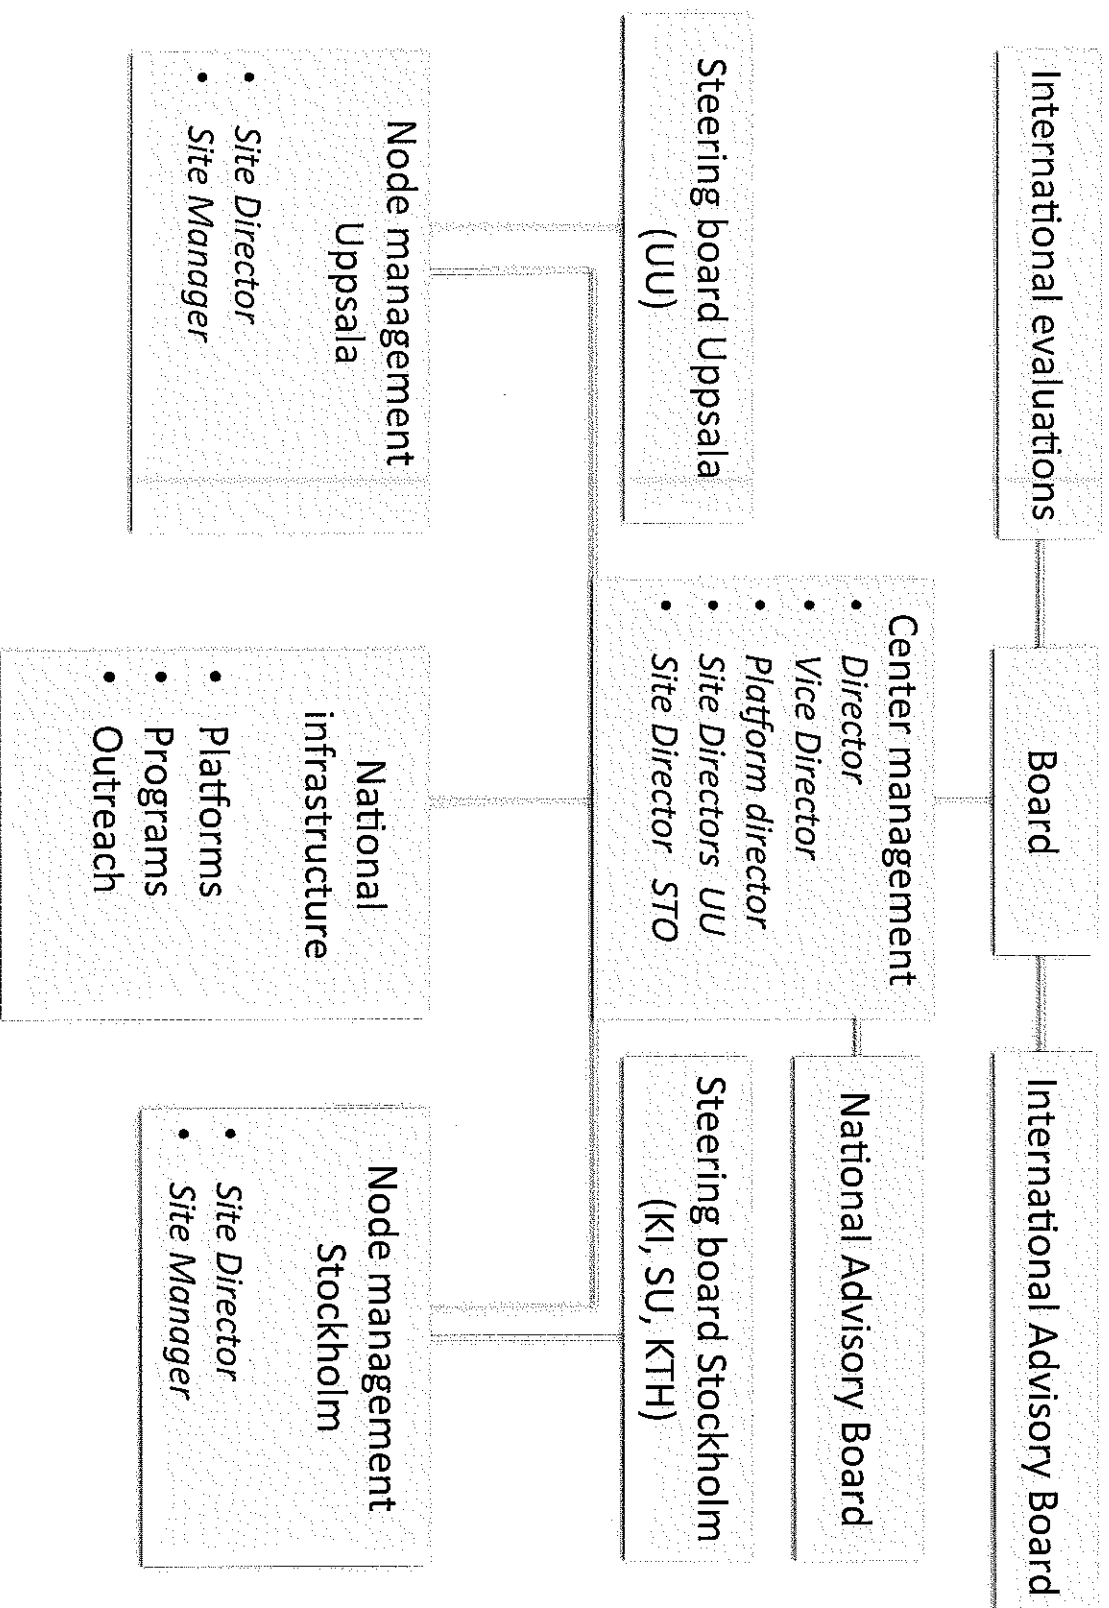 International evaluations
Board
International Advisory Board
Center management
• Director
• Vice Director
• Platform director
• Site Directors UU
• Site Director STO
National Advisory Board
Steering board Uppsala
(UU)
Steering board Stockholm
(KI, SU, KTH)
Node management
Uppsala
• Site Director
• Site Manager
National
infrastructure
• Platforms
• Programs
• Outreach
Node management
Stockholm
• Site Director
• Site Manager